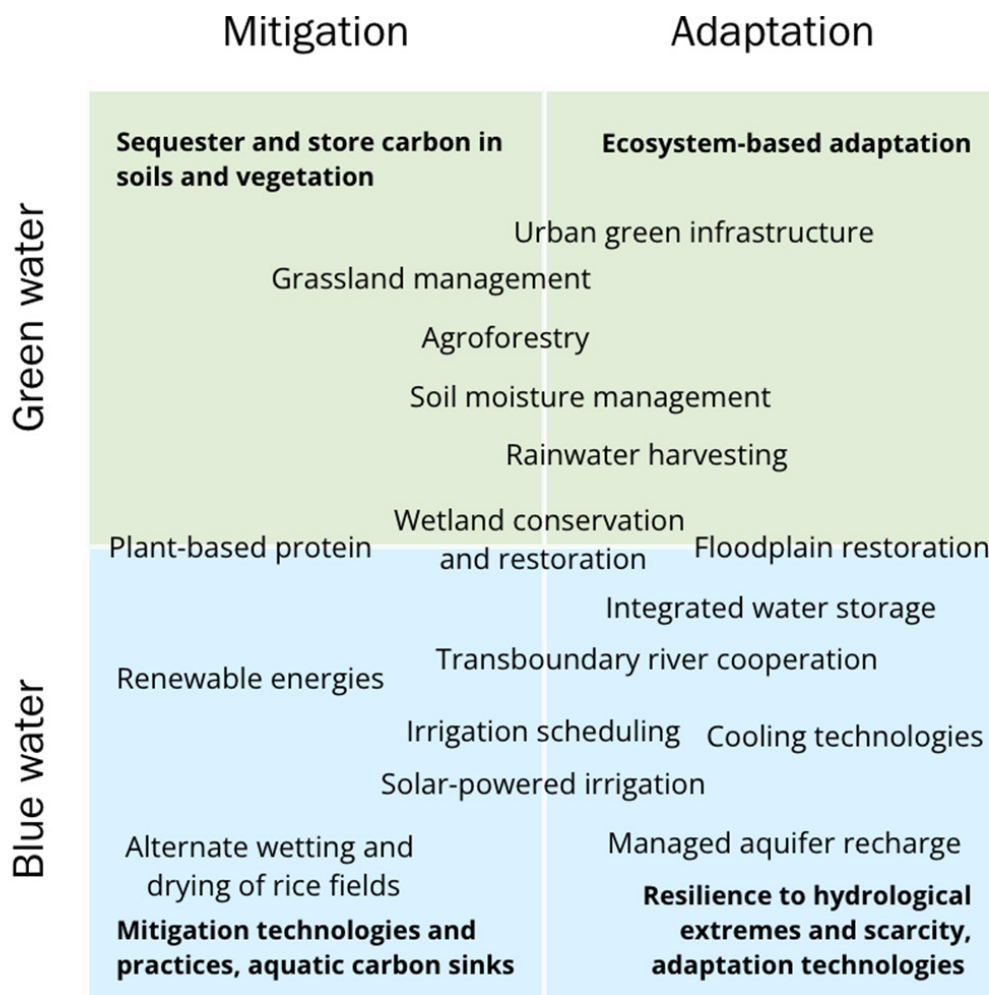 Mitigation
Adaptation
Green water
Sequester and store carbon in
soils and vegetation
Ecosystem-based adaptation
Urban green infrastructure
Grassland management
Agroforestry
Soil moisture management
Rainwater harvesting
Wetland conservation
and restoration
Plant-based protein
Floodplain restoration
Blue water
Integrated water storage
Transboundary river cooperation
Renewable energies
Irrigation scheduling
Cooling technologies
Solar-powered irrigation
Alternate wetting and
drying of rice fields
Managed aquifer recharge
Mitigation technologies and
practices, aquatic carbon sinks
Resilience to hydrological
extremes and scarcity,
adaptation technologies